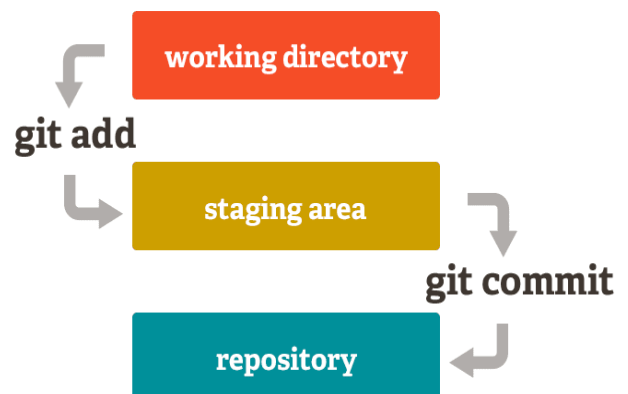 working directory
git add
staging area
git commit
repository